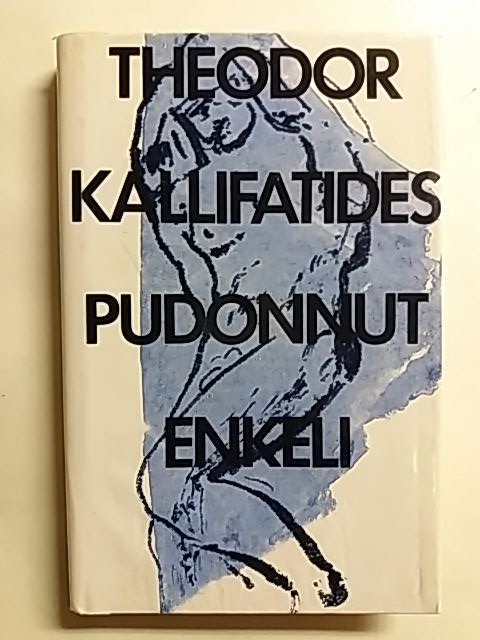 THEODOR
KALLIFATIDES
PUDONNUT
ENKELI